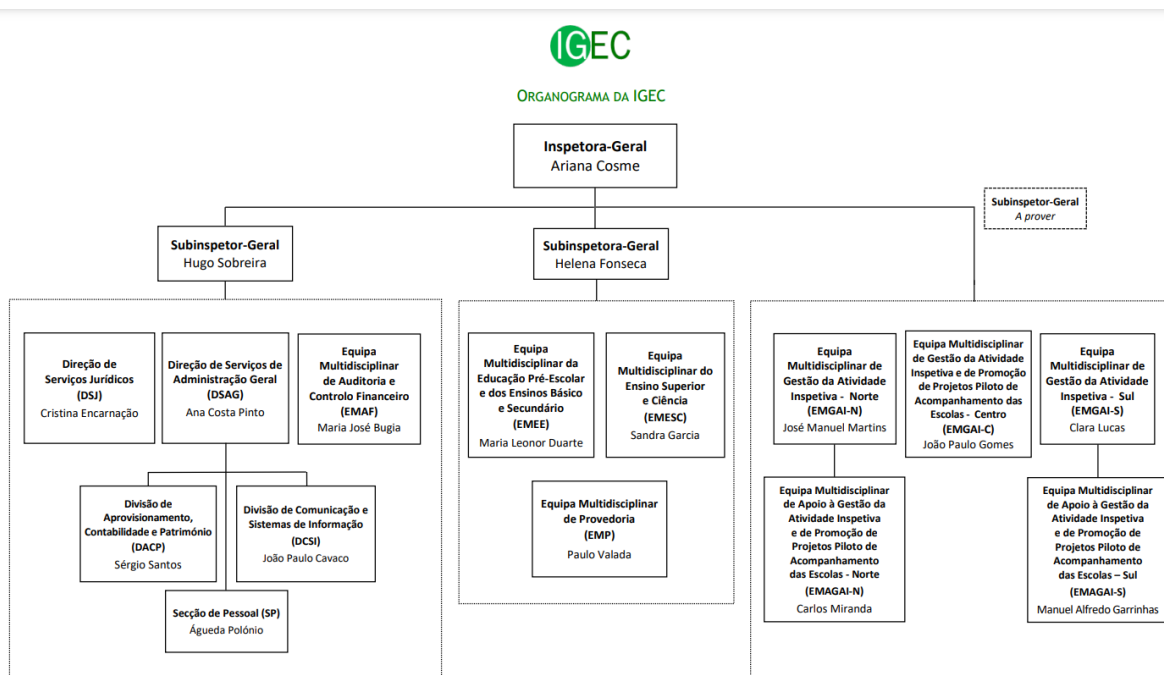 IGEC
ORGANOGRAMA DA IGEC
Inspetora-Geral
Ariana Cosme
Subinspetor-Geral
A prover
Subinspetor-Geral
Hugo Sobreira
Subinspetora-Geral
Helena Fonseca
Direção de
Serviços Jurídicos
(DSJ)
Cristina Encarnação
Direção de Serviços de
Administração Geral
(DSAG)
Ana Costa Pinto
Equipa
Multidisciplinar
de Auditoria e
Controlo Financeiro
(EMAF)
Maria José Bugia
Divisão de
Aprovisionamento,
Contabilidade e Património
(DACP)
Sérgio Santos
Divisão de Comunicação e
Sistemas de Informação
(DCSI)
João Paulo Cavaco
Secção de Pessoal (SP)
Águeda Polónio
Equipa
Multidisciplinar da
Educação Pré-Escolar
e dos Ensinos Básico
e Secundário
(EMEE)
Maria Leonor Duarte
Equipa
Multidisciplinar do
Ensino Superior
e Ciência
(EMESC)
Sandra Garcia
Equipa Multidisciplinar
de Provedoria
(EMP)
Paulo Valada
Equipa
Multidisciplinar de
Gestão da Atividade
Inspetiva - Norte
(EMGAI-N)
José Manuel Martins
Equipa Multidisciplinar
de Gestão da Atividade
Inspetiva e de Promoção
de Projetos Piloto de
Acompanhamento das
Escolas - Centro
(EMGAI-C)
João Paulo Gomes
Equipa
Multidisciplinar de
Gestão da Atividade
Inspetiva - Sul
(EMGAI-S)
Clara Lucas
Equipa Multidisciplinar
de Apoio à Gestão da
Atividade Inspetiva
e de Promoção de
Projetos Piloto de
Acompanhamento
das Escolas - Norte
(EMAGAI-N)
Carlos Miranda
Equipa Multidisciplinar
de Apoio à Gestão da
Atividade Inspetiva
e de Promoção de
Projetos Piloto de
Acompanhamento
das Escolas – Sul
(EMAGAI-S)
Manuel Alfredo Garrinhas